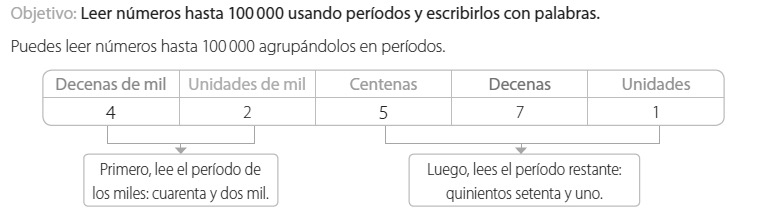 Objetivo: Leer números hasta 100 000 usando períodos y escribirlos con palabras.
Puedes leer números hasta 100 000 agrupándolos en períodos.
Decenas de mil Unidades de mil Centenas Decenas Unidades
4 2 5 7 1
Primero, lee el período de
los miles: cuarenta y dos mil.
Luego, lees el período restante:
quinientos setenta y uno.